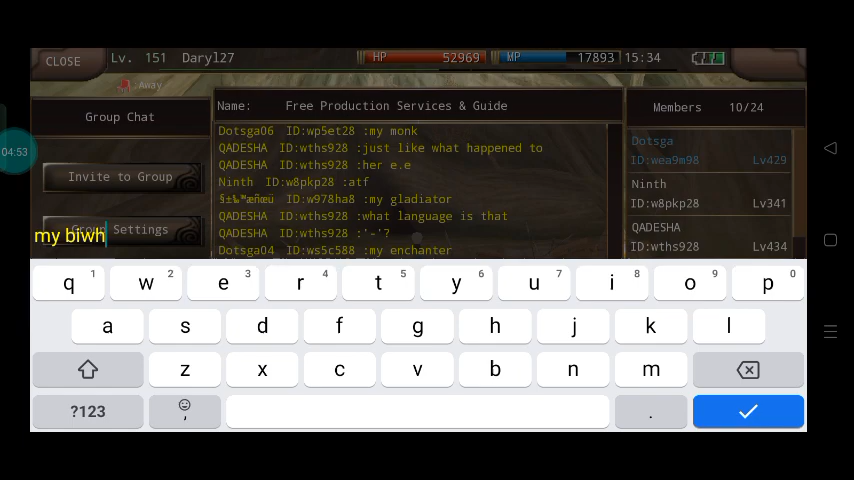 CLOSE Lv. 151 Daryl27 HP 52969 MP 17893 15:34
:Away
Group Chat
Name: Free Production Services & Guide
Members 10/24
Invite to Group
Group Settings
Dotsga06 ID:wp5et28 :my monk
QADESHA ID:wths928 :just like what happened to
QADESHA ID:wths928 :her e.e
Ninth ID:w8pkp28 :atf
ID:w978ha8 :my gladiator
QADESHA ID:wths928 :what language is that
QADESHA ID:wths928 :'-'?
Dotsga04 ID:ws5c588 :my enchanter
Dotsga
ID:wea9m98 Lv429
Ninth
ID:w8pkp28 Lv341
QADESHA
ID:wths928 Lv434
04:53
my biwh
q 1 w 2 e 3 r 4 t 5 y 6 u 7 i 8 o 9 p 0
a s d f g h j k l
z x c v b n m
?123 , .